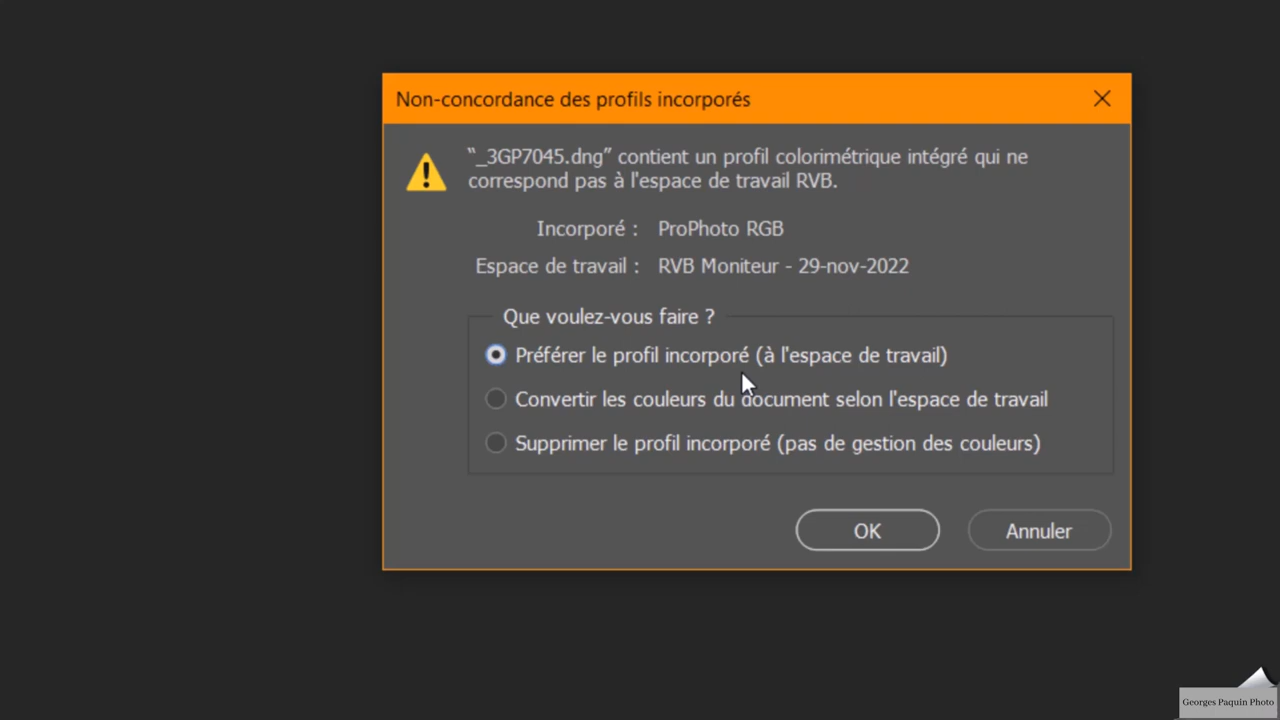 Non-concordance des profils incorporés
“_3GP7045.dng” contient un profil colorimétrique intégré qui ne
correspond pas à l'espace de travail RVB.
Incorporé : ProPhoto RGB
Espace de travail : RVB Moniteur - 29-nov-2022
Que voulez-vous faire ?
Préférer le profil incorporé (à l'espace de travail)
Convertir les couleurs du document selon l'espace de travail
Supprimer le profil incorporé (pas de gestion des couleurs)
OK Annuler
Georges Paquin Photo